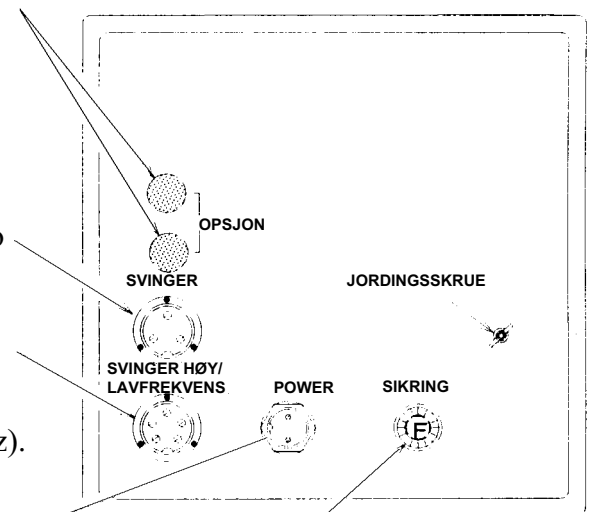 OPSJON
SVINGER
JORDINGSSKRUE
SVINGER HØY/
LAVFREKVENS
POWER
SIKRING
F
z).